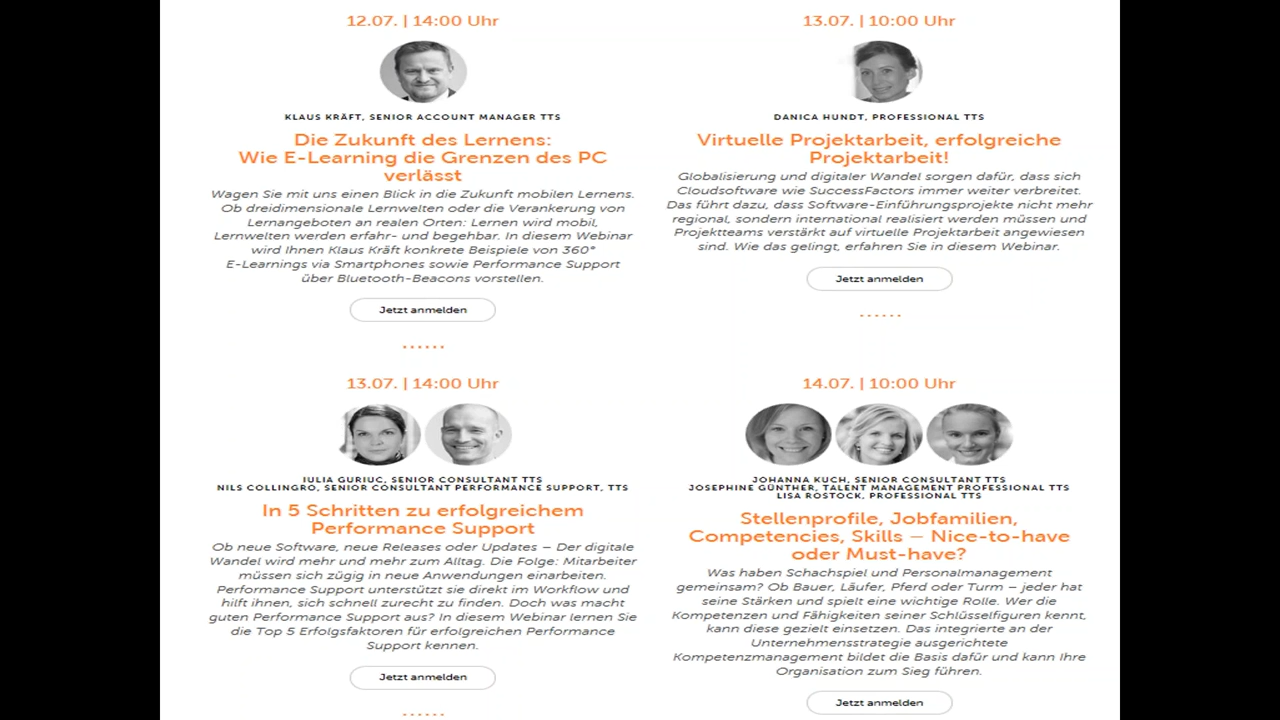 12.07. | 14:00 Uhr
KLAUS KRÄFT, SENIOR ACCOUNT MANAGER TTS
Die Zukunft des Lernens:
Wie E-Learning die Grenzen des PC
verlässt
Wagen Sie mit uns einen Blick in die Zukunft mobilen Lernens.
Ob dreidimensionale Lernwelten oder die Verankerung von
Lernangeboten an realen Orten: Lernen wird mobil,
Lernwelten werden erfahr- und begehbar. In diesem Webinar
wird Ihnen Klaus Kräft konkrete Beispiele von 360°
E-Learnings via Smartphones sowie Performance Support
über Bluetooth-Beacons vorstellen.
Jetzt anmelden
13.07. | 10:00 Uhr
DANICA HUNDT, PROFESSIONAL TTS
Virtuelle Projektarbeit, erfolgreiche
Projektarbeit!
Globalisierung und digitaler Wandel sorgen dafür, dass sich
Cloudsoftware wie SuccessFactors immer weiter verbreitet.
Das führt dazu, dass Software-Einführungsprojekte nicht mehr
regional, sondern international realisiert werden müssen und
Projektteams verstärkt auf virtuelle Projektarbeit angewiesen
sind. Wie das gelingt, erfahren Sie in diesem Webinar.
Jetzt anmelden
13.07. | 14:00 Uhr
IULIA GURIUC, SENIOR CONSULTANT TTS
NILS COLLINGRO, SENIOR CONSULTANT PERFORMANCE SUPPORT, TTS
In 5 Schritten zu erfolgreichem
Performance Support
Ob neue Software, neue Releases oder Updates – Der digitale
Wandel wird mehr und mehr zum Alltag. Die Folge: Mitarbeiter
müssen sich zügig in neue Anwendungen einarbeiten.
Performance Support unterstützt sie direkt im Workflow und
hilft ihnen, sich schnell zurecht zu finden. Doch was macht
guten Performance Support aus? In diesem Webinar lernen Sie
die Top 5 Erfolgsfaktoren für erfolgreichen Performance
Support kennen.
Jetzt anmelden
14.07. | 10:00 Uhr
JOHANNA KUCH, SENIOR CONSULTANT TTS
JOSEPHINE GÜNTHER, TALENT MANAGEMENT PROFESSIONAL TTS
LISA ROSTOCK, PROFESSIONAL TTS
Stellenprofile, Jobfamilien,
Competencies, Skills – Nice-to-have
oder Must-have?
Was haben Schachspiel und Personalmanagement
gemeinsam? Ob Bauer, Läufer, Pferd oder Turm – jeder hat
seine Stärken und spielt eine wichtige Rolle. Wer die
Kompetenzen und Fähigkeiten seiner Schlüsselfiguren kennt,
kann diese gezielt einsetzen. Das integrierte an der
Unternehmensstrategie ausgerichtete
Kompetenzmanagement bildet die Basis dafür und kann Ihre
Organisation zum Sieg führen.
Jetzt anmelden